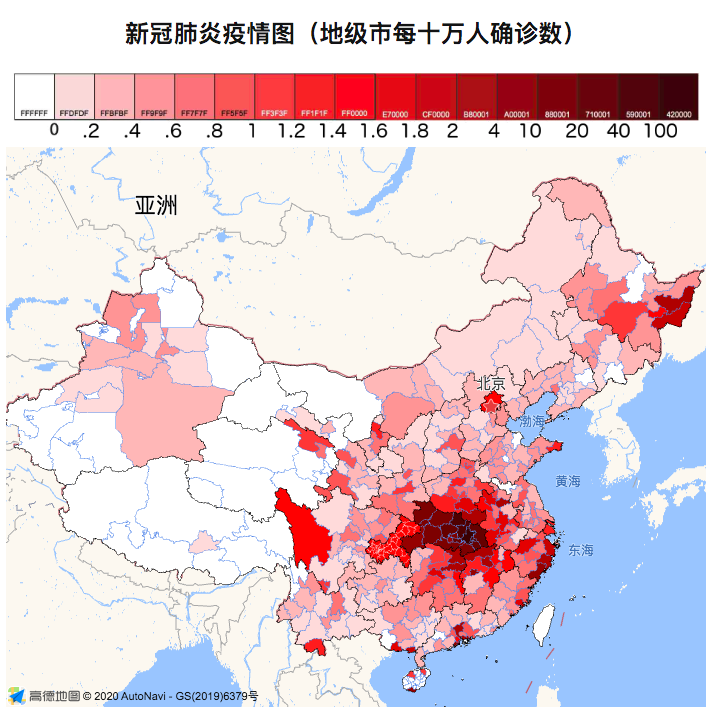 新冠肺炎疫情图（地级市每十万人确诊数）
FFFFFF FFDFDF FFBFBF FF9F9F FF7F7F FF5F5F FF3F3F FF1F1F FF0000 E70000 CF0000 B80001 A00001 880001 710001 590001 420000
0 .2 .4 .6 .8 1 1.2 1.4 1.6 1.8 2 4 10 20 40 100
亚洲
北京
渤海
黄海
东海
高德地图 © 2020 AutoNavi - GS(2019)6379号